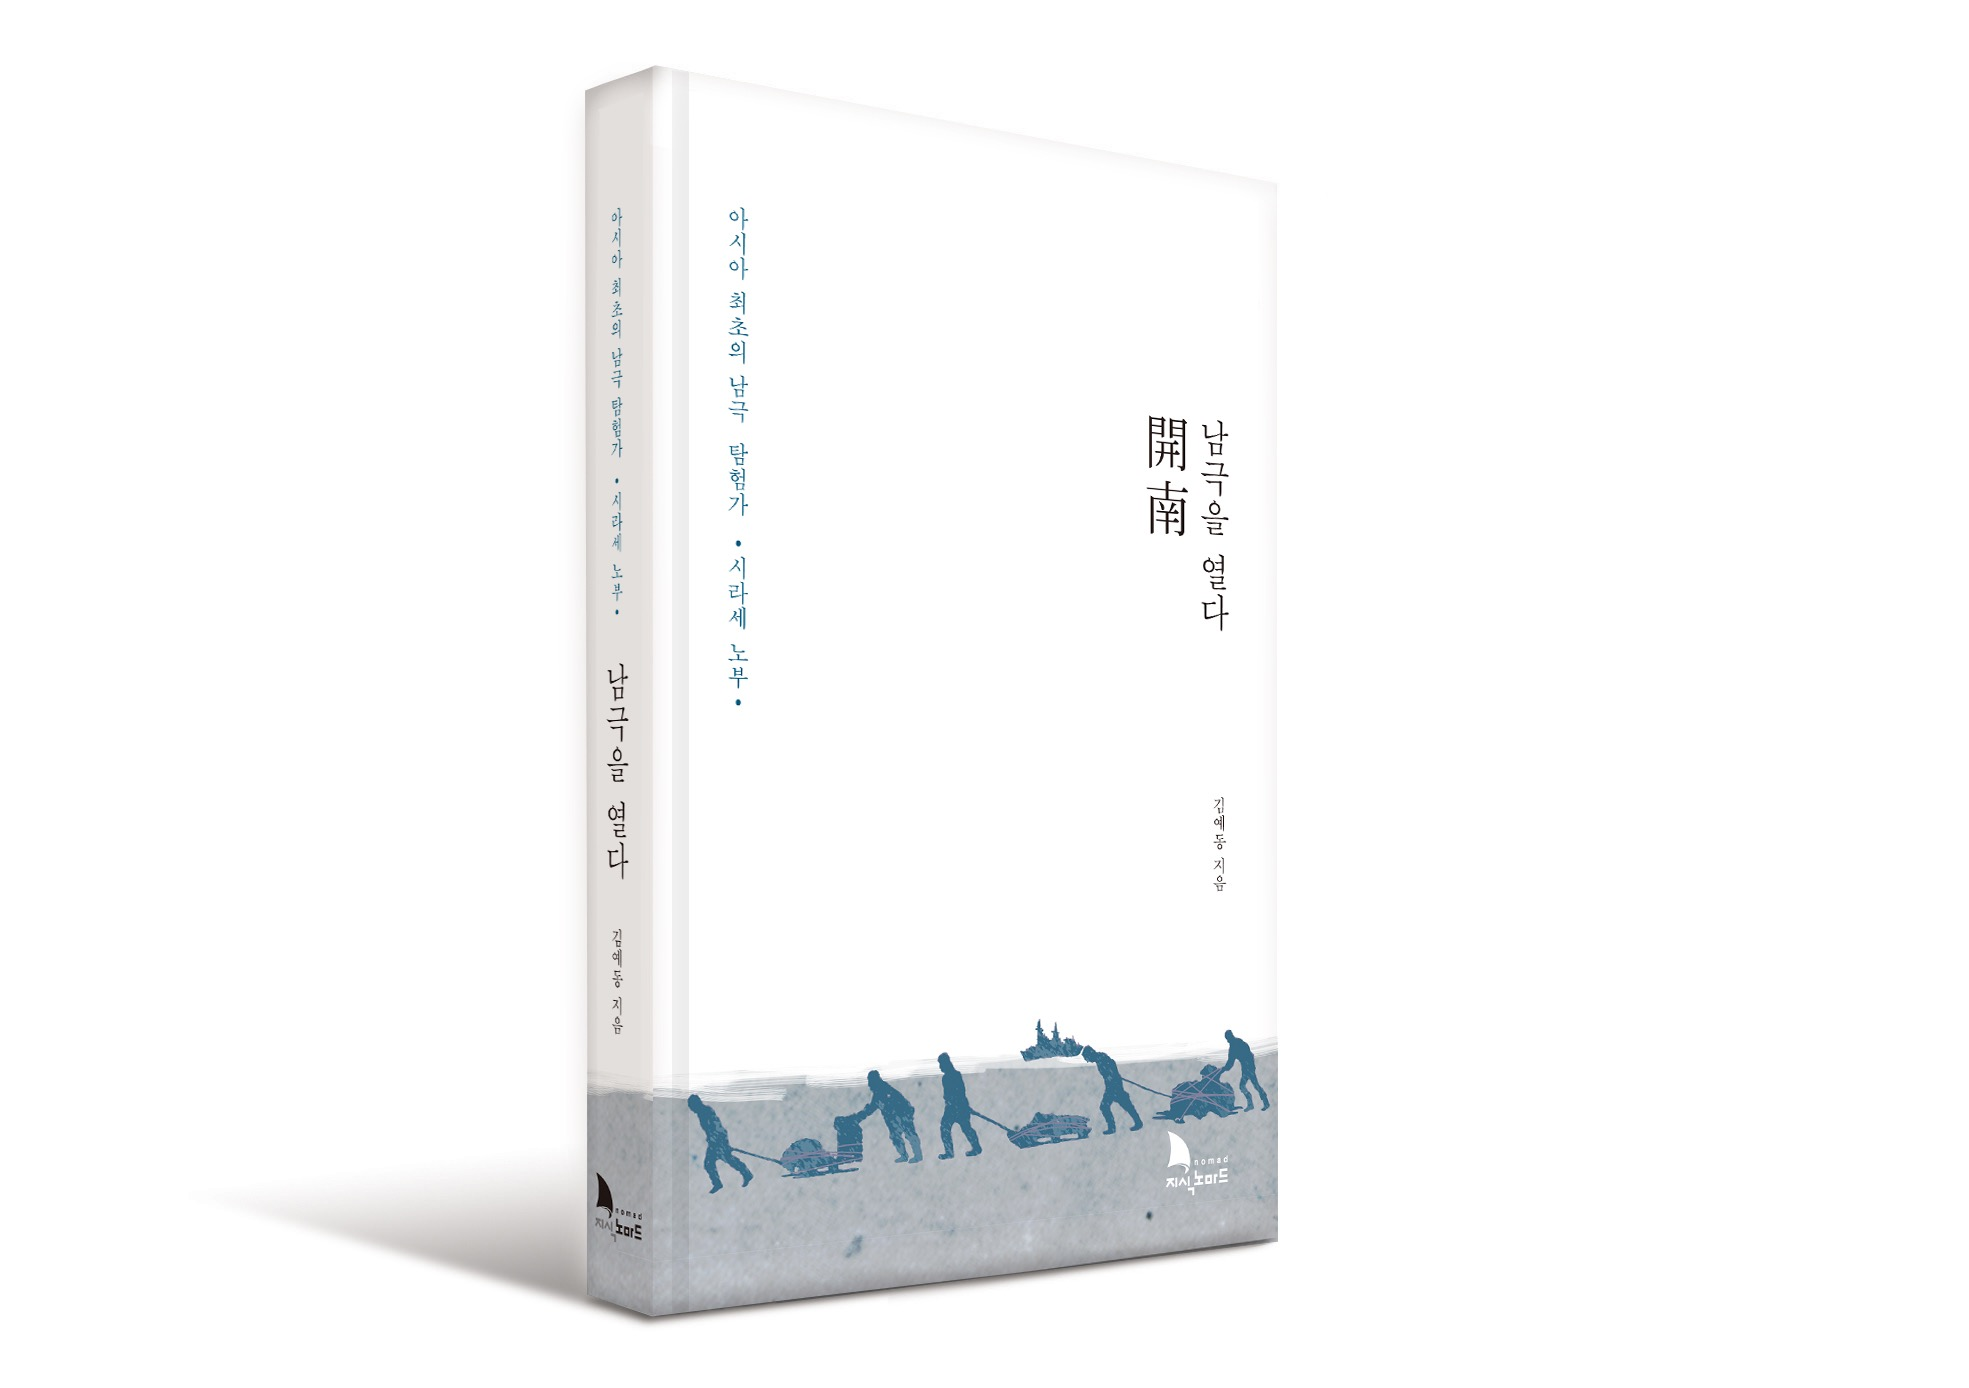 아시아 최초의 남극 탐험가 • 시라세 노부 •
남극을 열다
김예동 지음
nomad
지식노마드
아시아 최초의 남극 탐험가 • 시라세 노부 •
남극을 열다
開南
김예동 지음
nomad
지식노마드